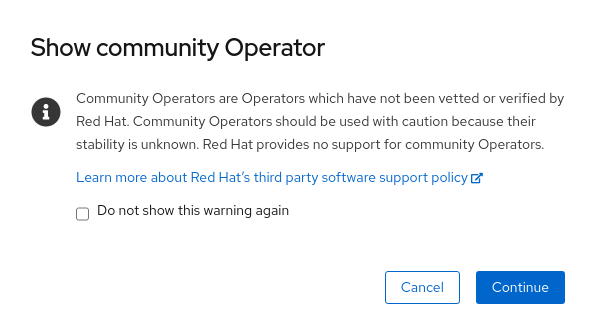 Show community Operator
Community Operators are Operators which have not been vetted or verified by
Red Hat. Community Operators should be used with caution because their
stability is unknown. Red Hat provides no support for community Operators.
Learn more about Red Hat’s third party software support policy
Do not show this warning again
Cancel
Continue